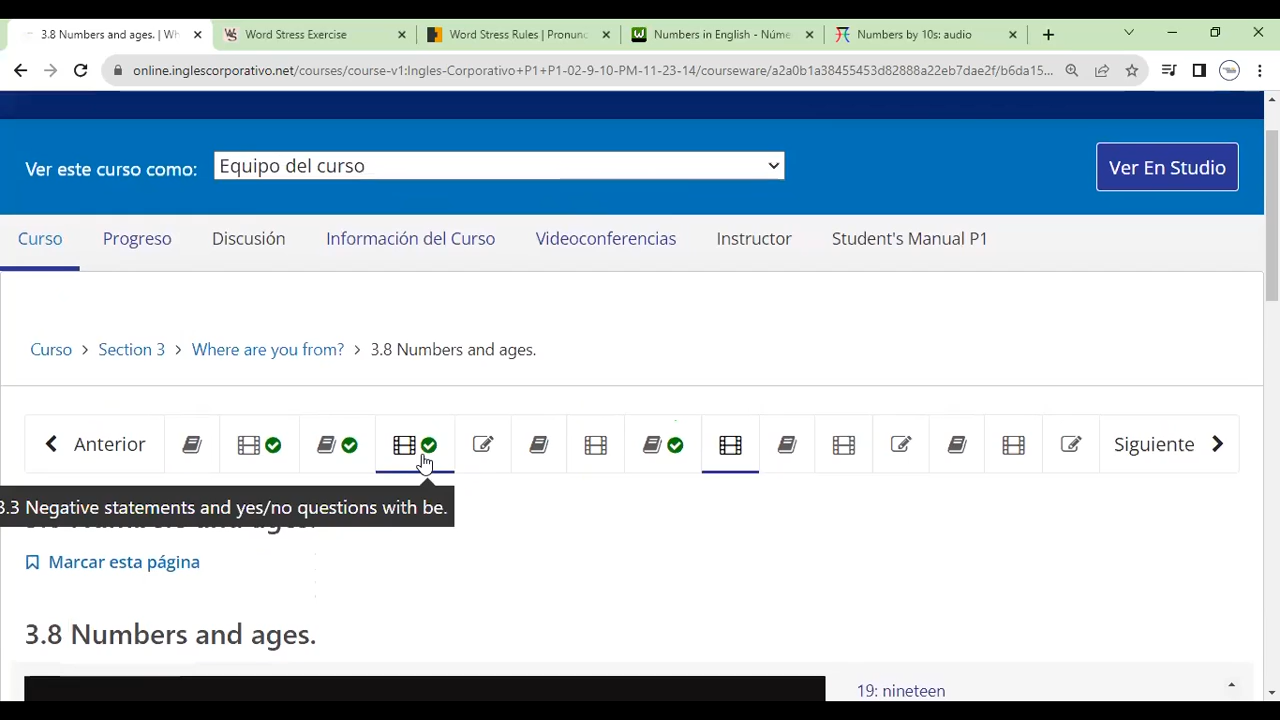 3.8 Numbers and ages. | Wh
Word Stress Exercise
Word Stress Rules | Pronunc
Numbers in English - Núme
Numbers by 10s: audio
online.inglescorporativo.net/courses/course-v1:Ingles-Corporativo+P1+P1-02-9-10-PM-11-23-14/courseware/a2a0b1a38455453d82888a22eb7dae2f/b6da15...
Ver este curso como:
Equipo del curso
Ver En Studio
Curso
Progreso
Discusión
Información del Curso
Videoconferencias
Instructor
Student's Manual P1
Curso > Section 3 > Where are you from? > 3.8 Numbers and ages.
Anterior
Siguiente
3.3 Negative statements and yes/no questions with be.
Marcar esta página
3.8 Numbers and ages.
19: nineteen